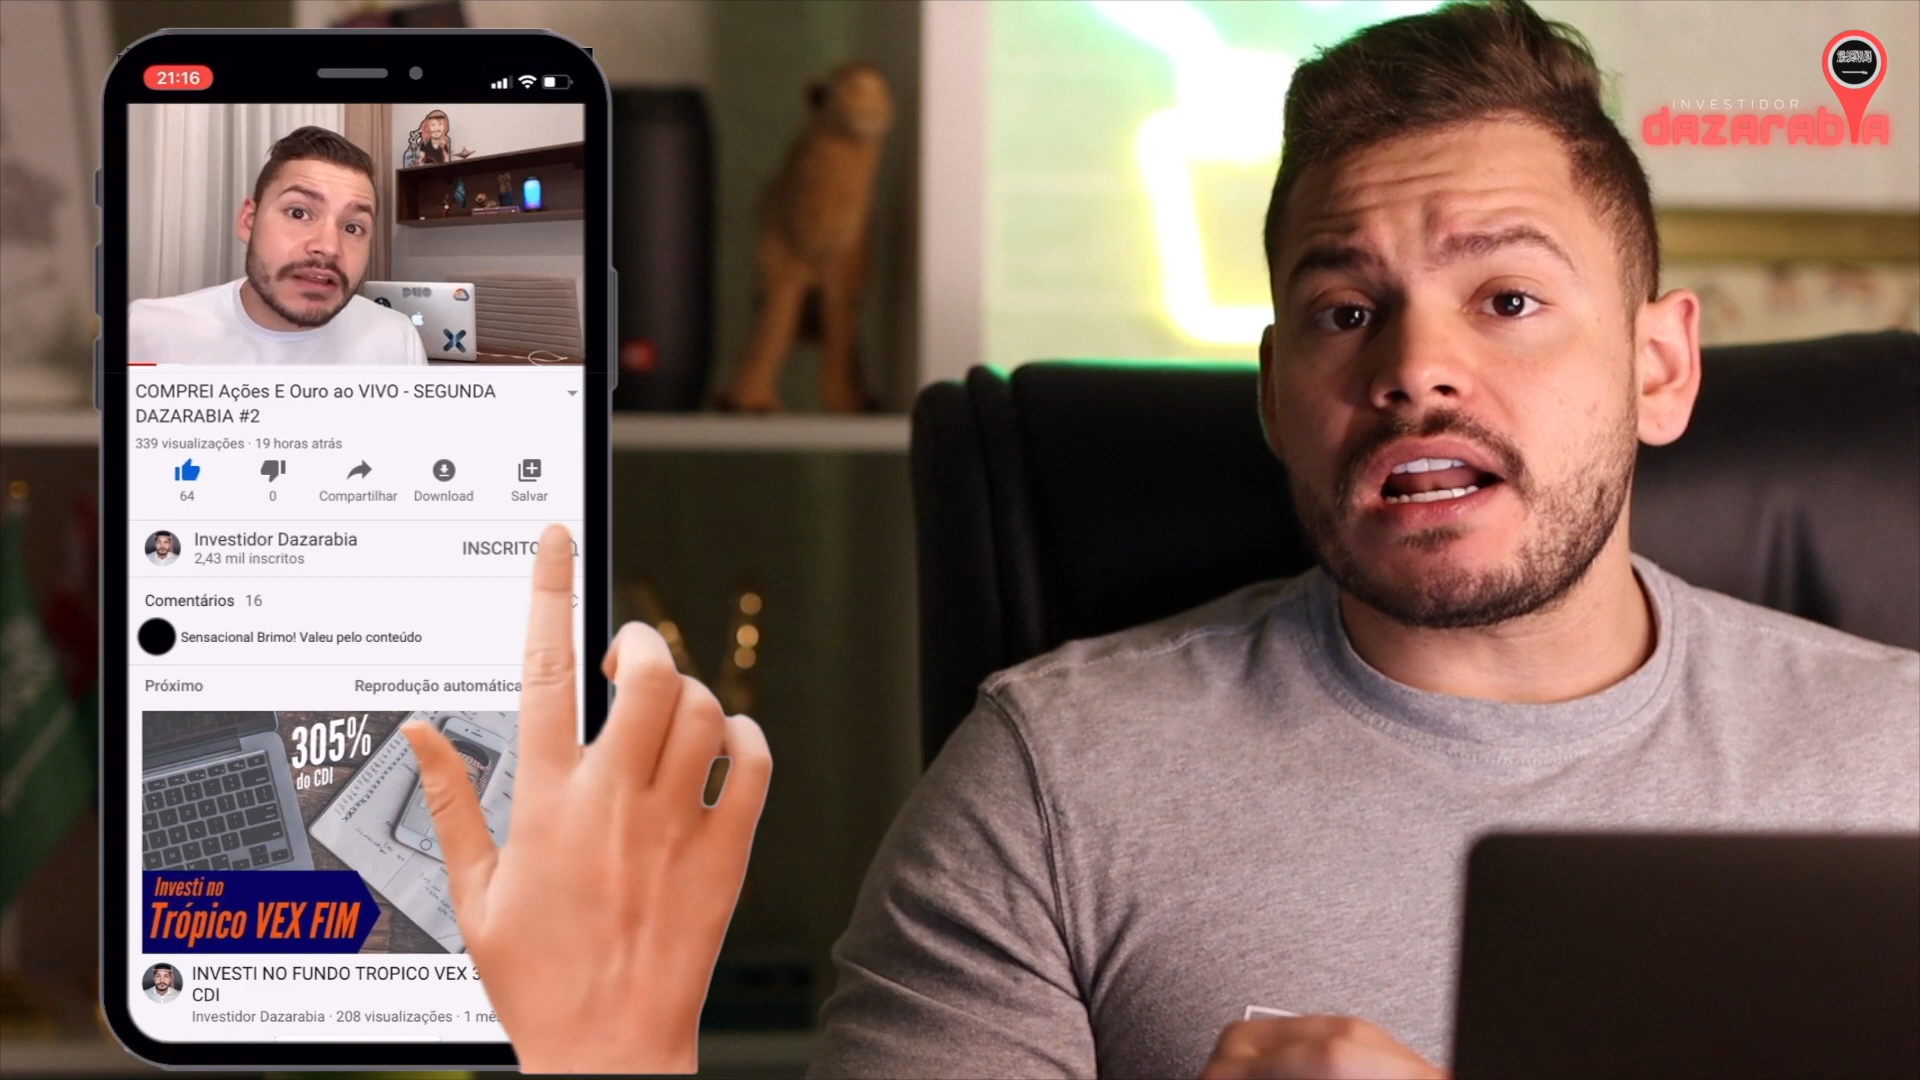 21:16
COMPREI Ações E Ouro ao VIVO - SEGUNDA
DAZARABIA #2
339 visualizações · 19 horas atrás
64
0
Compartilhar
Download
Salvar
Investidor Dazarabia
2,43 mil inscritos
INSCRITO
Comentários 16
Sensacional Brimo! Valeu pelo conteúdo
Próximo
Reprodução automática
305%
do CDI
Investi no
Trópico VEX FIM
INVESTI NO FUNDO TROPICO VEX 3
CDI
Investidor Dazarabia · 208 visualizações · 1 mês
INVESTIDOR
dazarabia